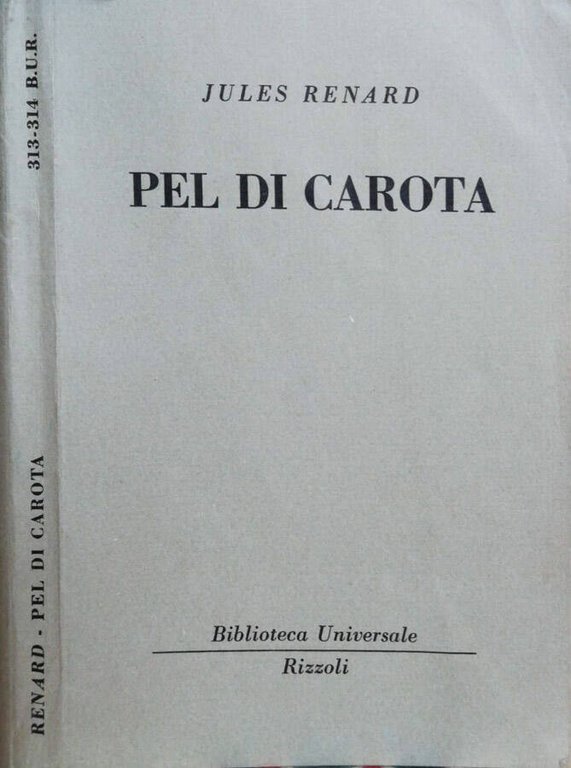 JULES RENARD
PEL DI CAROTA
Biblioteca Universale
Rizzoli
RENARD - PEL DI CAROTA
313-314 B.U.R.